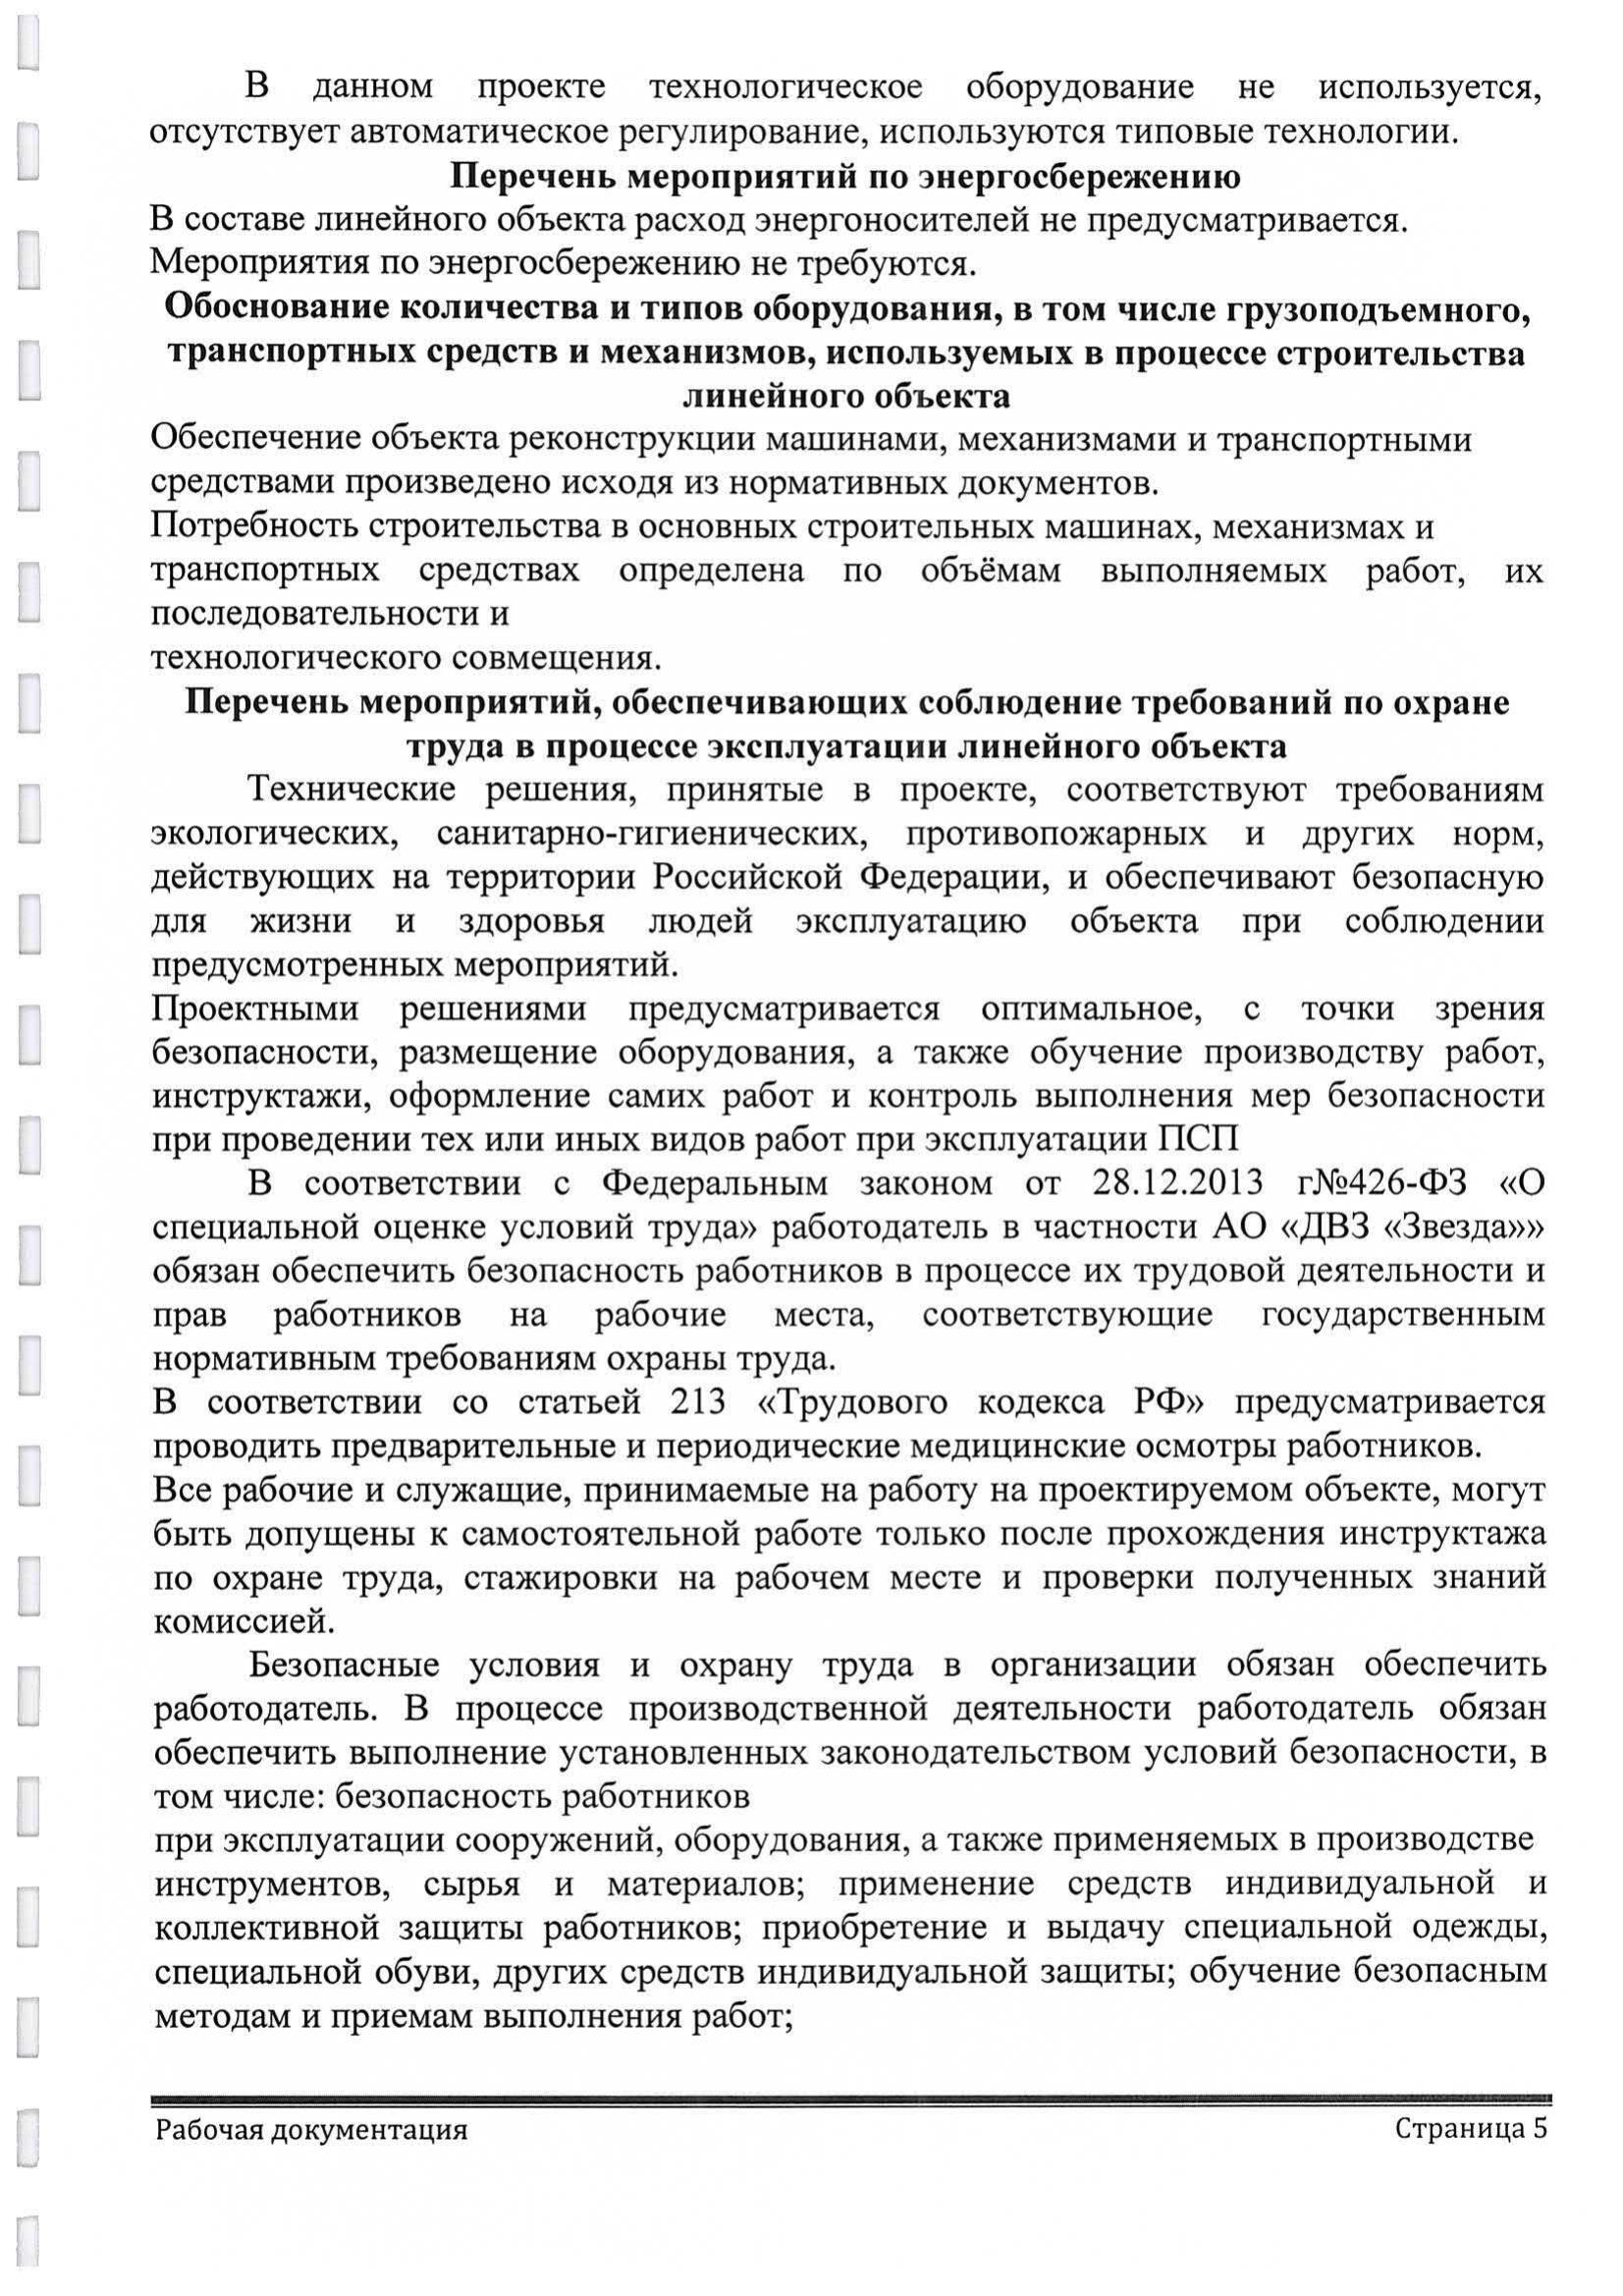 В данном проекте технологическое оборудование не используется,
отсутствует автоматическое регулирование, используются типовые технологии.
Перечень мероприятий по энергосбережению
В составе линейного объекта расход энергоносителей не предусматривается.
Мероприятия по энергосбережению не требуются.
Обоснование количества и типов оборудования, в том числе грузоподъемного,
транспортных средств и механизмов, используемых в процессе строительства
линейного объекта
Обеспечение объекта реконструкции машинами, механизмами и транспортными
средствами произведено исходя из нормативных документов.
Потребность строительства в основных строительных машинах, механизмах и
транспортных средствах определена по объёмам выполняемых работ, их
последовательности и
технологического совмещения.
Перечень мероприятий, обеспечивающих соблюдение требований по охране
труда в процессе эксплуатации линейного объекта
Технические решения, принятые в проекте, соответствуют требованиям
экологических, санитарно-гигиенических, противопожарных и других норм,
действующих на территории Российской Федерации, и обеспечивают безопасную
для жизни и здоровья людей эксплуатацию объекта при соблюдении
предусмотренных мероприятий.
Проектными решениями предусматривается оптимальное, с точки зрения
безопасности, размещение оборудования, а также обучение производству работ,
инструктажи, оформление самих работ и контроль выполнения мер безопасности
при проведении тех или иных видов работ при эксплуатации ПСП
В соответствии с Федеральным законом от 28.12.2013 г№426-ФЗ «О
специальной оценке условий труда» работодатель в частности АО «ДВЗ «Звезда»»
обязан обеспечить безопасность работников в процессе их трудовой деятельности и
прав работников на рабочие места, соответствующие государственным
нормативным требованиям охраны труда.
В соответствии со статьей 213 «Трудового кодекса РФ» предусматривается
проводить предварительные и периодические медицинские осмотры работников.
Все рабочие и служащие, принимаемые на работу на проектируемом объекте, могут
быть допущены к самостоятельной работе только после прохождения инструктажа
по охране труда, стажировки на рабочем месте и проверки полученных знаний
комиссией.
Безопасные условия и охрану труда в организации обязан обеспечить
работодатель. В процессе производственной деятельности работодатель обязан
обеспечить выполнение установленных законодательством условий безопасности, в
том числе: безопасность работников
при эксплуатации сооружений, оборудования, а также применяемых в производстве
инструментов, сырья и материалов; применение средств индивидуальной и
коллективной защиты работников; приобретение и выдачу специальной одежды,
специальной обуви, других средств индивидуальной защиты; обучение безопасным
методам и приемам выполнения работ;
Рабочая документация
Страница 5